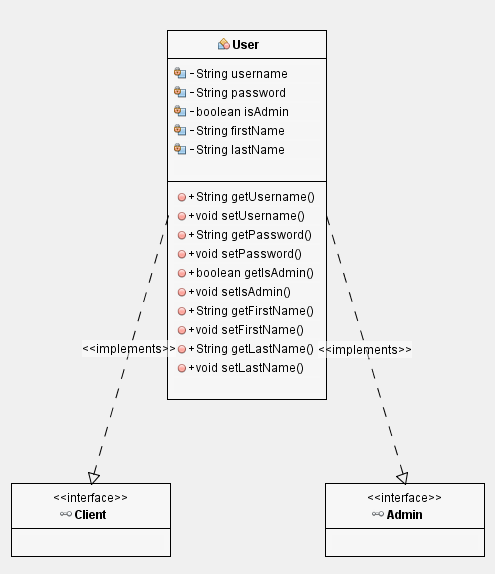 User
- String username
- String password
- boolean isAdmin
- String firstName
- String lastName
+ String getUsername()
+ void setUsername()
+ String getPassword()
+ void setPassword()
+ boolean getIsAdmin()
+ void setIsAdmin()
+ String getFirstName()
+ void setFirstName()
+ String getLastName()
+ void setLastName()
<<implements>>
<<implements>>
<<interface>>
Client
<<interface>>
Admin